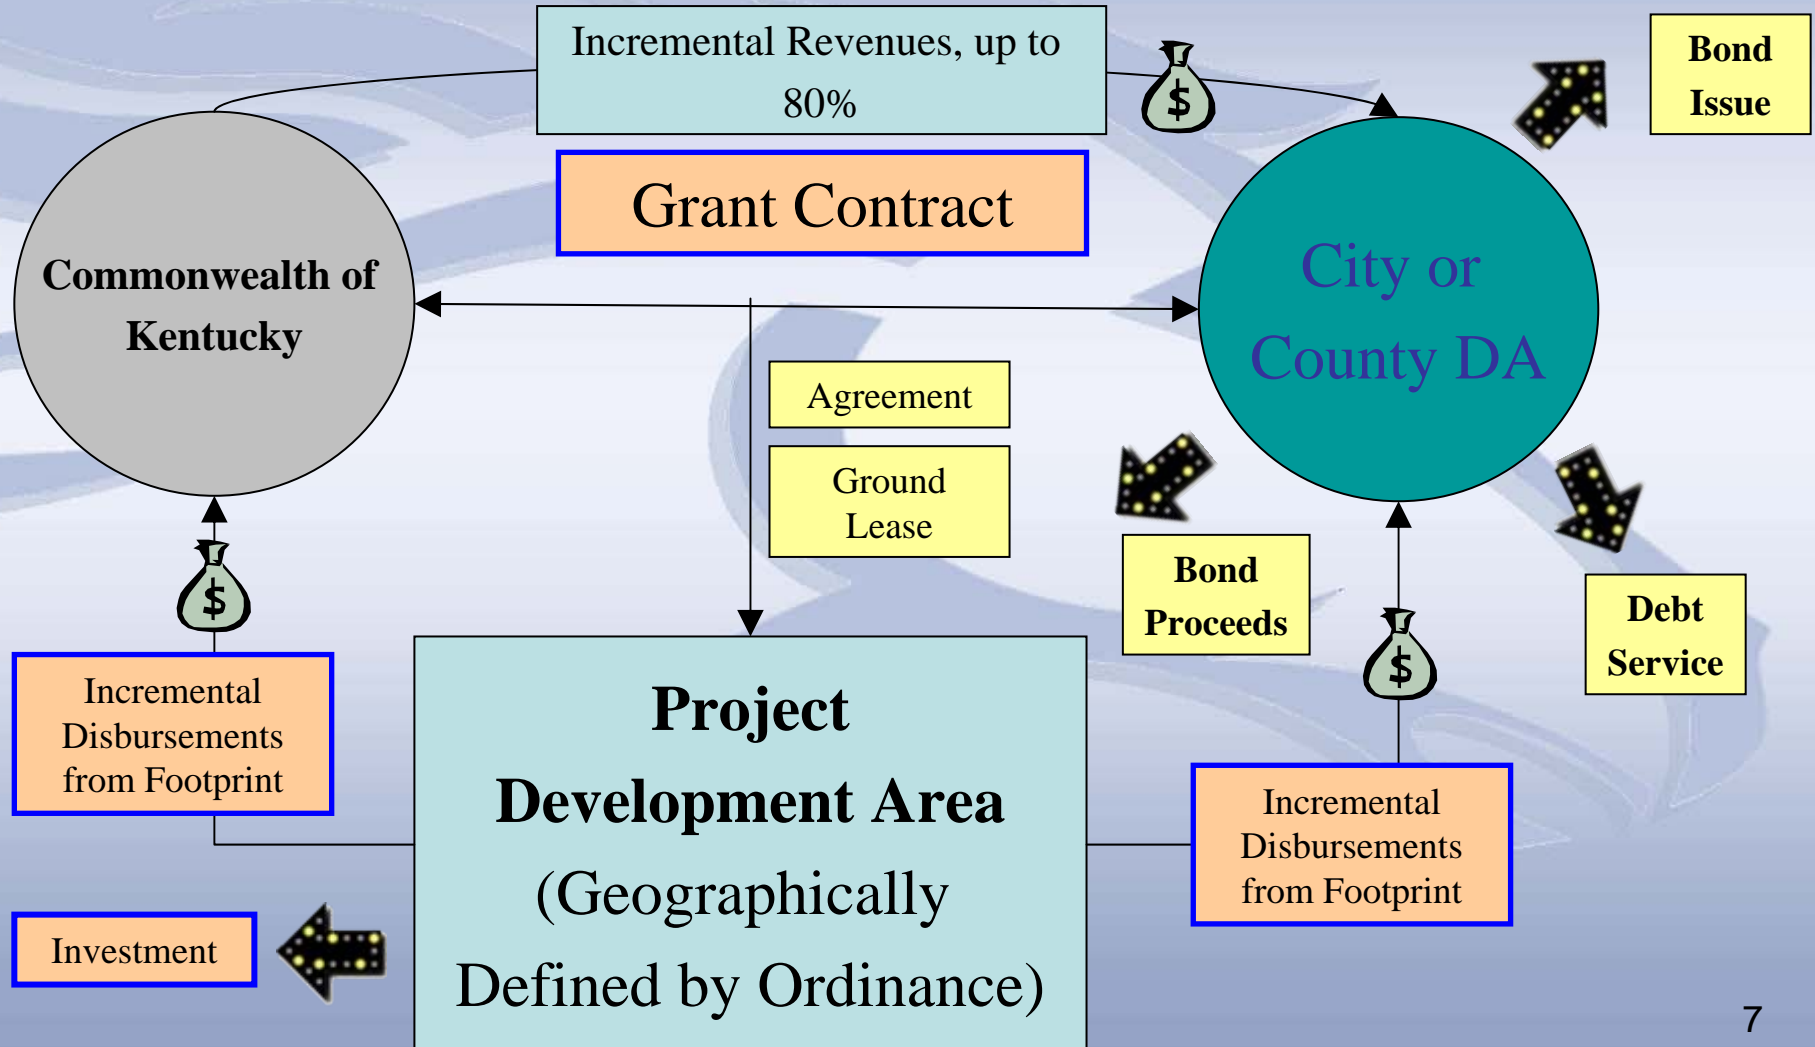 Incremental Revenues, up to
80%
Bond
Issue
Grant Contract
Commonwealth of
Kentucky
City or
County DA
Agreement
Ground
Lease
Bond
Proceeds
Debt
Service
$
$
$
Incremental
Disbursements
from Footprint
Project
Development Area
(Geographically
Defined by Ordinance)
Incremental
Disbursements
from Footprint
Investment
7